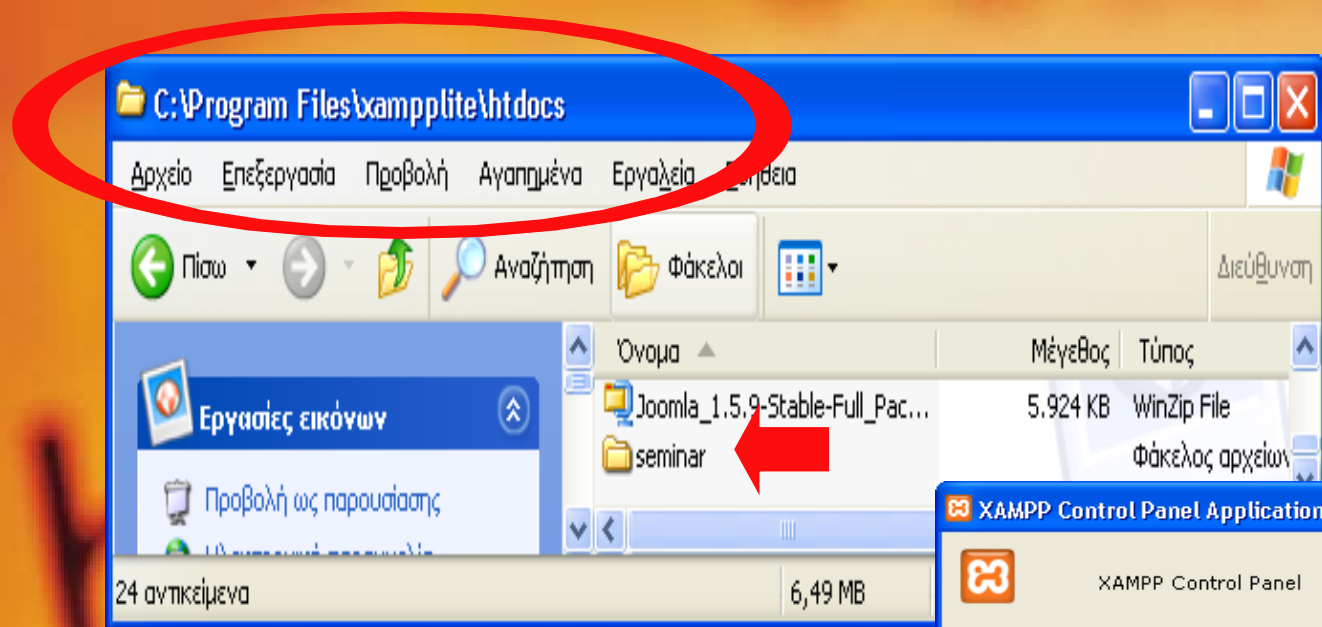 C:\Program Files\xampplite\htdocs
Αρχείο Επεξεργασία Προβολή Αγαπημένα Εργαλεία
Πίσω Αναζήτηση Φάκελοι Διεύθυνση
Όνομα Μέγεθος Τύπος
Joomla_1.5.9-Stable-Full_Pac... 5.924 KB WinZip File
seminar Φάκελος αρχείων
Εργασίες εικόνων
Προβολή ως παρουσίασης
24 αντικείμενα 6,49 MB
XAMPP Control Panel Application
XAMPP Control Panel